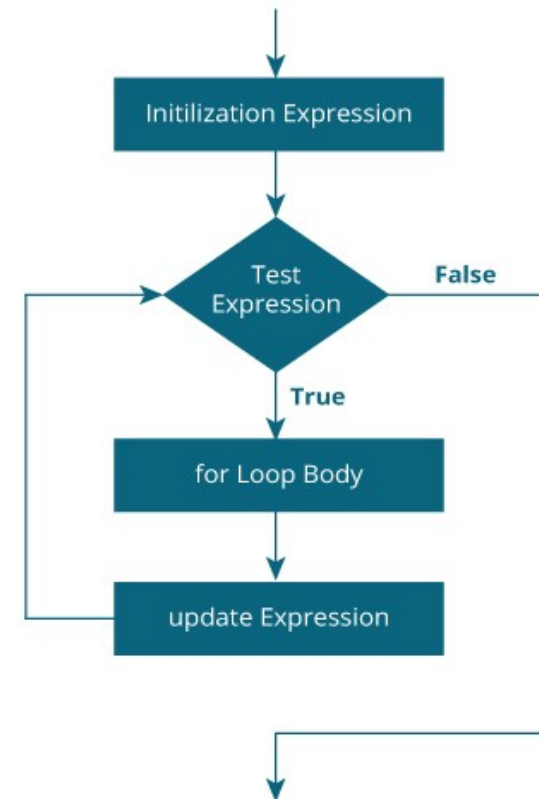 Initilization Expression
Test
Expression
False
True
for Loop Body
update Expression